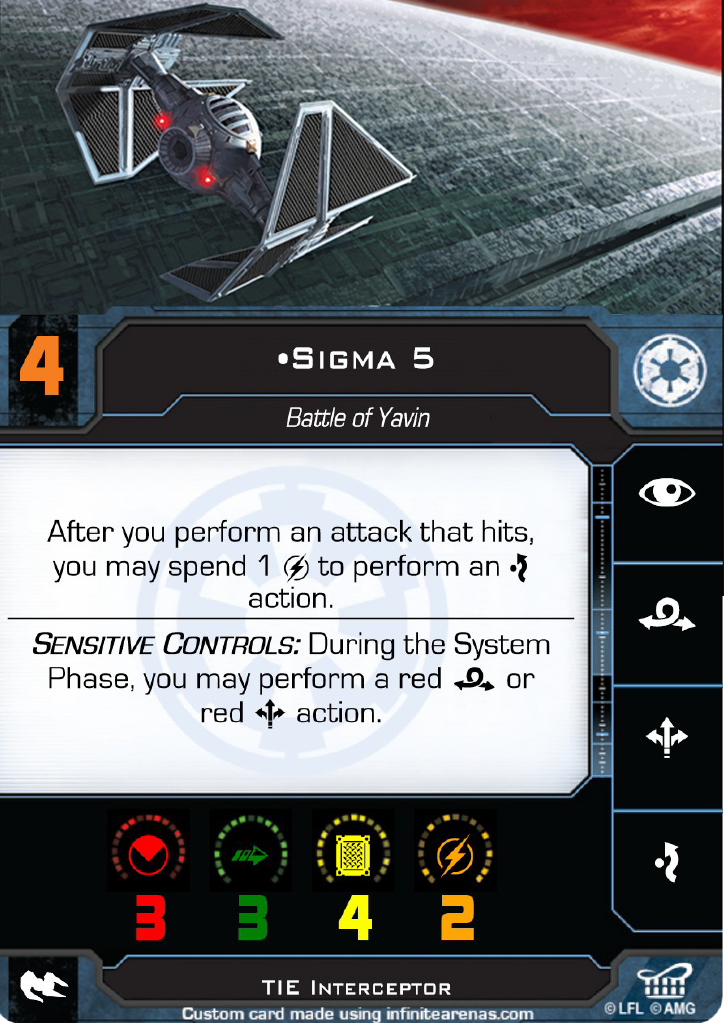 4
•Sigma 5
Battle of Yavin
After you perform an attack that hits,
you may spend 1 to perform an
action.
Sensitive Controls: During the System
Phase, you may perform a red or
red action.
3 3 4 2
TIE Interceptor
©LFL ©AMG
Custom card made using infinitearenas.com